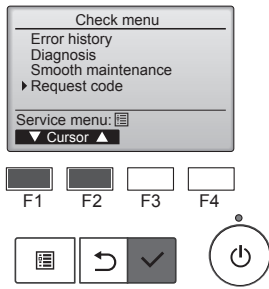 Check menu
Error history
Diagnosis
Smooth maintenance
Request code
Service menu:
▼ Cursor ▲
F1 F2 F3 F4